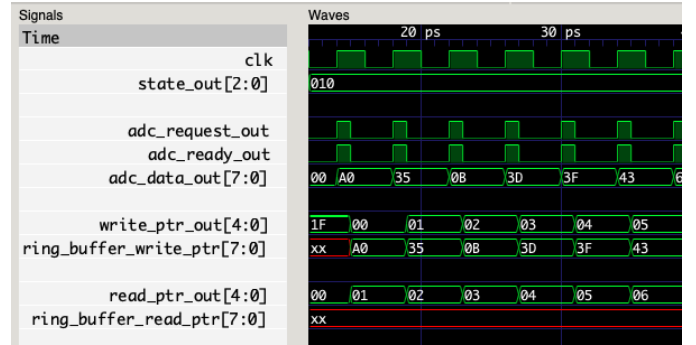 Signals Waves
Time 20 ps 30 ps
clk
state_out[2:0] 010
adc_request_out
adc_ready_out
adc_data_out[7:0] 00 A0 35 0B 3D 3F 43 6
write_ptr_out[4:0] 1F 00 01 02 03 04 05
ring_buffer_write_ptr[7:0] xx A0 35 0B 3D 3F 43
read_ptr_out[4:0] 00 01 02 03 04 05 06
ring_buffer_read_ptr[7:0] xx